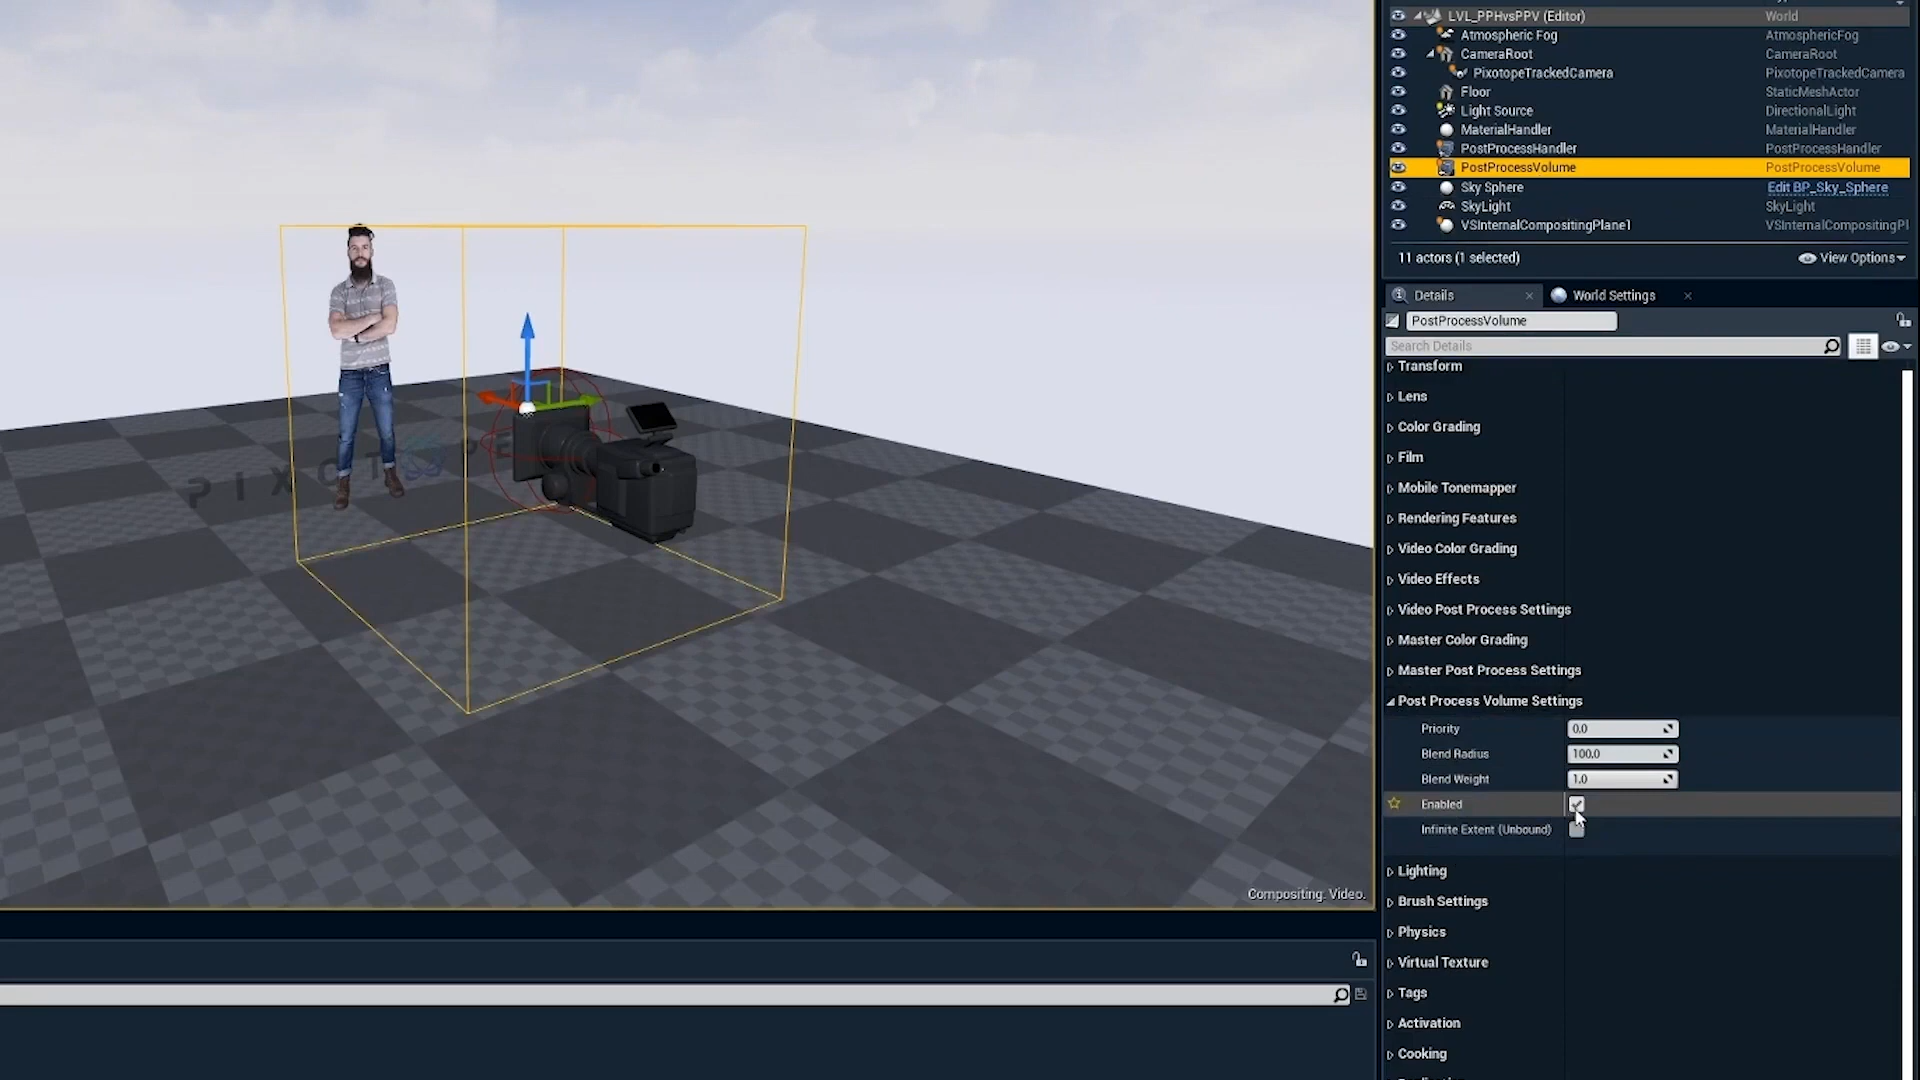 LVL_PPHvsPPV (Editor) World
Atmospheric Fog AtmosphericFog
CameraRoot CameraRoot
PixotopeTrackedCamera PixotopeTrackedCamera
Floor StaticMeshActor
Light Source DirectionalLight
MaterialHandler MaterialHandler
PostProcessHandler PostProcessHandler
PostProcessVolume PostProcessVolume
Sky Sphere Edit BP_Sky_Sphere
SkyLight SkyLight
VSInternalCompositingPlane1 VSInternalCompositingPl
11 actors (1 selected) View Options
Details World Settings
PostProcessVolume
Search Details
Transform
Lens
Color Grading
Film
Mobile Tonemapper
Rendering Features
Video Color Grading
Video Effects
Video Post Process Settings
Master Color Grading
Master Post Process Settings
Post Process Volume Settings
Priority 0.0
Blend Radius 100.0
Blend Weight 1.0
Enabled
Infinite Extent (Unbound)
Lighting
Brush Settings
Physics
Virtual Texture
Tags
Activation
Cooking
PIXOT PE
Compositing. Video.